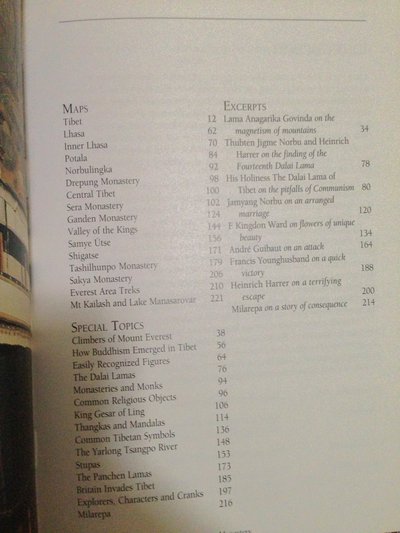 MAPS
Tibet 12
Lhasa 62
Inner Lhasa 70
Potala 84
Norbulingka 92
Drepung Monastery 98
Central Tibet 100
Sera Monastery 102
Ganden Monastery 124
Valley of the Kings 144
Samye Utse 156
Shigatse 171
Tashilhunpo Monastery 179
Sakya Monastery 206
Everest Area Treks 210
Mt Kailash and Lake Manasarovar 221
SPECIAL TOPICS
Climbers of Mount Everest 38
How Buddhism Emerged in Tibet 56
Easily Recognized Figures 64
The Dalai Lamas 76
Monasteries and Monks 94
Common Religious Objects 96
King Gesar of Ling 106
Thangkas and Mandalas 114
Common Tibetan Symbols 136
The Yarlong Tsangpo River 148
Stupas 153
The Panchen Lamas 173
Britain Invades Tibet 185
Explorers, Characters and Cranks 197
Milarepa 216
EXCERPTS
Lama Anagarika Govinda on the
magnetism of mountains 34
Thubten Jigme Norbu and Heinrich
Harrer on the finding of the
Fourteenth Dalai Lama 78
His Holiness The Dalai Lama of
Tibet on the pitfalls of Communism 80
Jamyang Norbu on an arranged
marriage 120
F Kingdon Ward on flowers of unique
beauty 134
André Guibaut on an attack 164
Francis Younghusband on a quick
victory 188
Heinrich Harrer on a terrifying
escape 200
Milarepa on a story of consequence 214